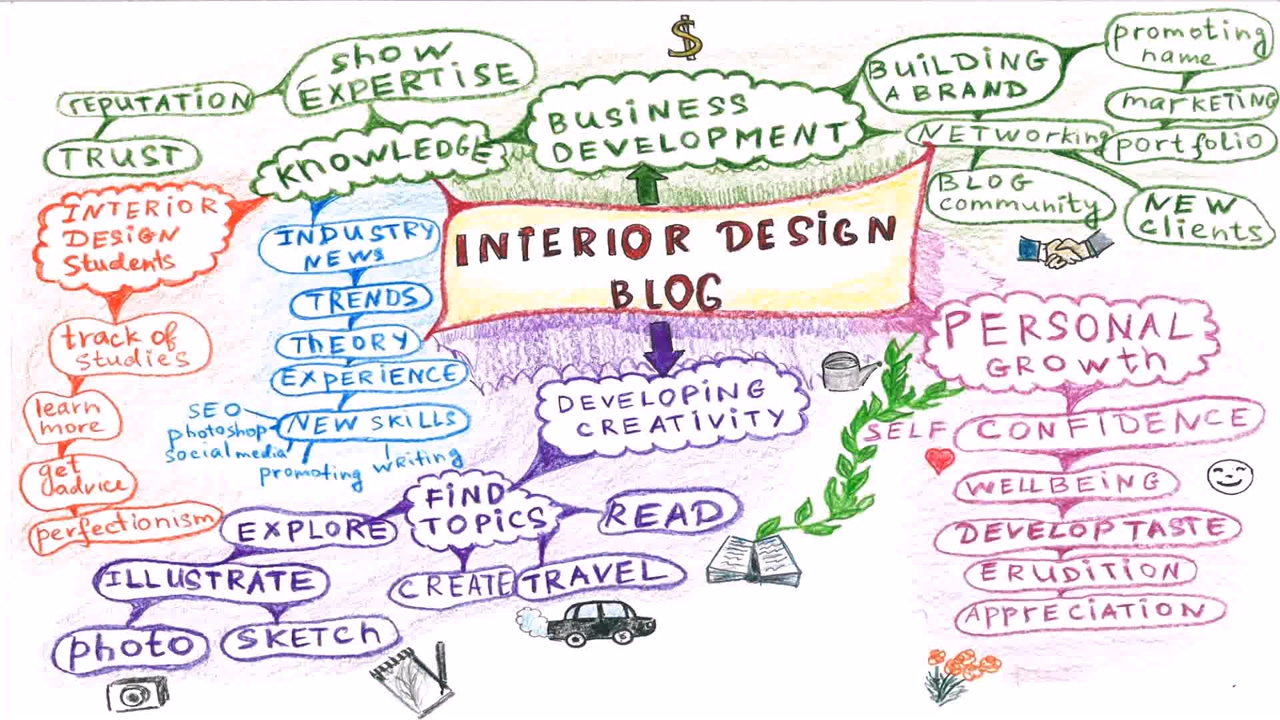 show
EXPERTISE
REPUTATION
TRUST
KNOWLEDGE
BUSINESS
DEVELOPMENT
BUILDING
A BRAND
promoting
name
MARKETING
portfolio
NETWORKING
BLOG
community
NEW
clients
INTERIOR
DESIGN
students
track of
studies
learn
more
get
advice
perfectionism
INDUSTRY
NEWS
TRENDS
THEORY
EXPERIENCE
NEW SKILLS
SEO
photoshop
social media
promoting
writing
INTERIOR DESIGN
BLOG
DEVELOPING
CREATIVITY
FIND
TOPICS
EXPLORE
READ
ILLUSTRATE
CREATE
TRAVEL
photo
SKETCH
PERSONAL
GROWTH
SELF CONFIDENCE
WELLBEING
DEVELOP TASTE
ERUDITION
APPRECIATION